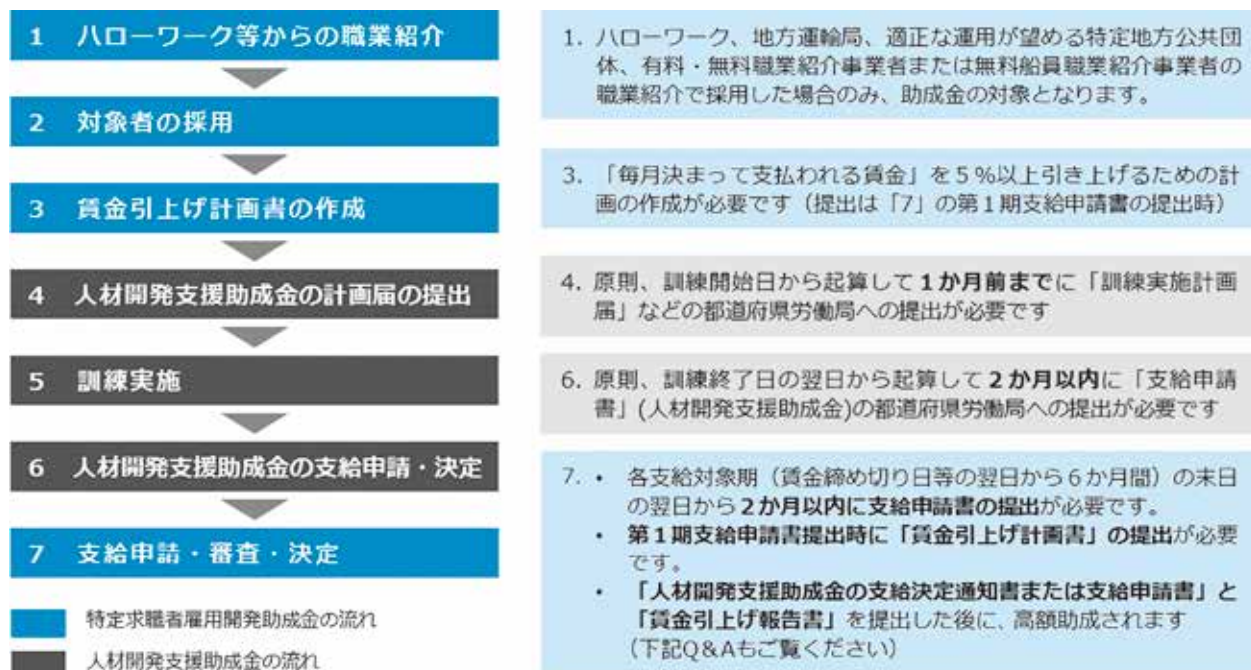 1 ハローワーク等からの職業紹介
2 対象者の採用
3 賃金引上げ計画書の作成
4 人材開発支援助成金の計画届の提出
5 訓練実施
6 人材開発支援助成金の支給申請・決定
7 支給申請・審査・決定
特定求職者雇用開発助成金の流れ
人材開発支援助成金の流れ
1. ハローワーク、地方運輸局、適正な運用が望める特定地方公共団
体、有料・無料職業紹介事業者または無料船員職業紹介事業者の
職業紹介で採用した場合のみ、助成金の対象となります。
3. 「毎月決まって支払われる賃金」を5%以上引き上げるための計
画の作成が必要です（提出は「7」の第1期支給申請書の提出時）
4. 原則、訓練開始日から起算して1か月前までに「訓練実施計画
届」などの都道府県労働局への提出が必要です
6. 原則、訓練終了日の翌日から起算して2か月以内に「支給申請
書」(人材開発支援助成金)の都道府県労働局への提出が必要です
7. • 各支給対象期（賃金締め切り日等の翌日から6か月間）の末日
の翌日から2か月以内に支給申請書の提出が必要です。
• 第1期支給申請書提出時に「賃金引上げ計画書」の提出が必要
です。
• 「人材開発支援助成金の支給決定通知書または支給申請書」と
「賃金引上げ報告書」を提出した後に、高額助成されます
（下記Q&Aもご覧ください）